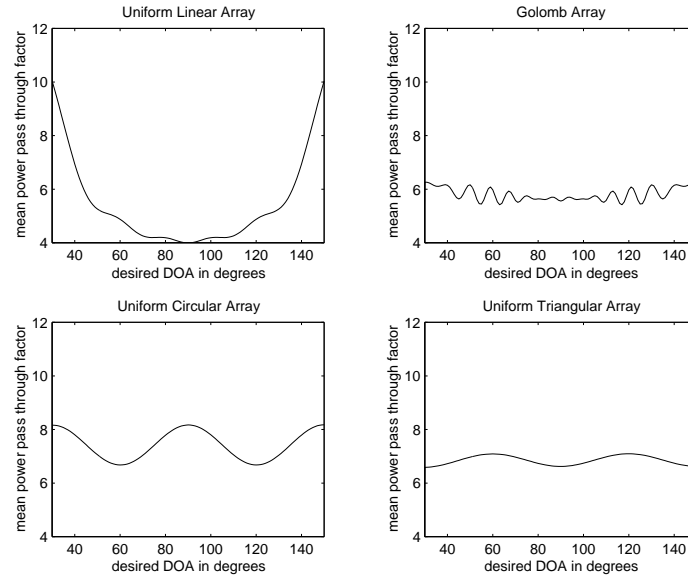 Uniform Linear Array
12
10
8
6
4
mean power pass through factor
40 60 80 100 120 140
desired DOA in degrees
Golomb Array
12
10
8
6
4
mean power pass through factor
40 60 80 100 120 140
desired DOA in degrees
Uniform Circular Array
12
10
8
6
4
mean power pass through factor
40 60 80 100 120 140
desired DOA in degrees
Uniform Triangular Array
12
10
8
6
4
mean power pass through factor
40 60 80 100 120 140
desired DOA in degrees